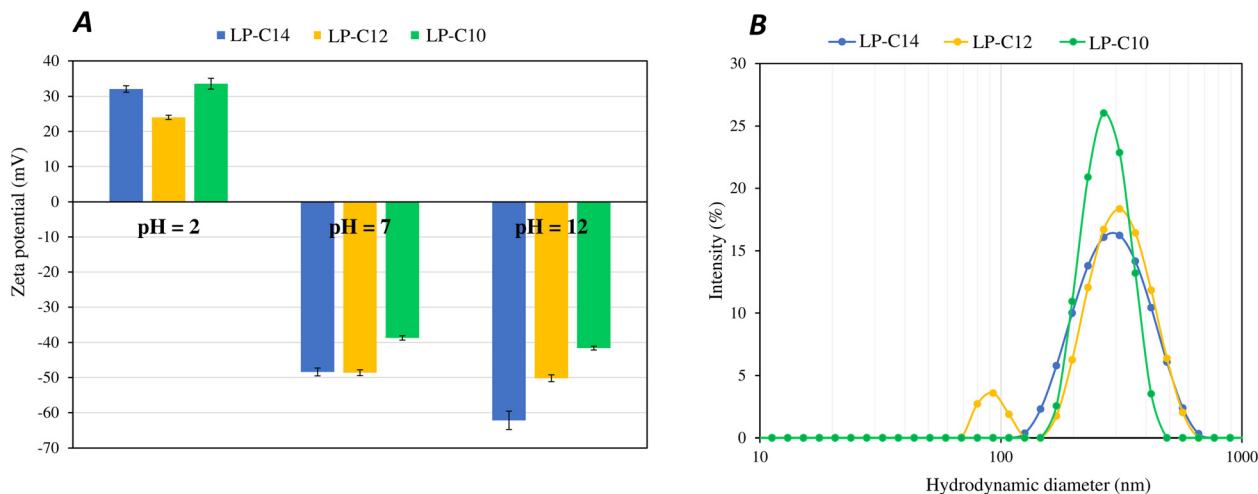 A
LP-C14 LP-C12 LP-C10
40
30
20
10
0
-10
-20
-30
-40
-50
-60
-70
Zeta potential (mV)
pH = 2 pH = 7 pH = 12
B
LP-C14 LP-C12 LP-C10
30
25
20
15
10
5
0
Intensity (%)
10 100 1000
Hydrodynamic diameter (nm)